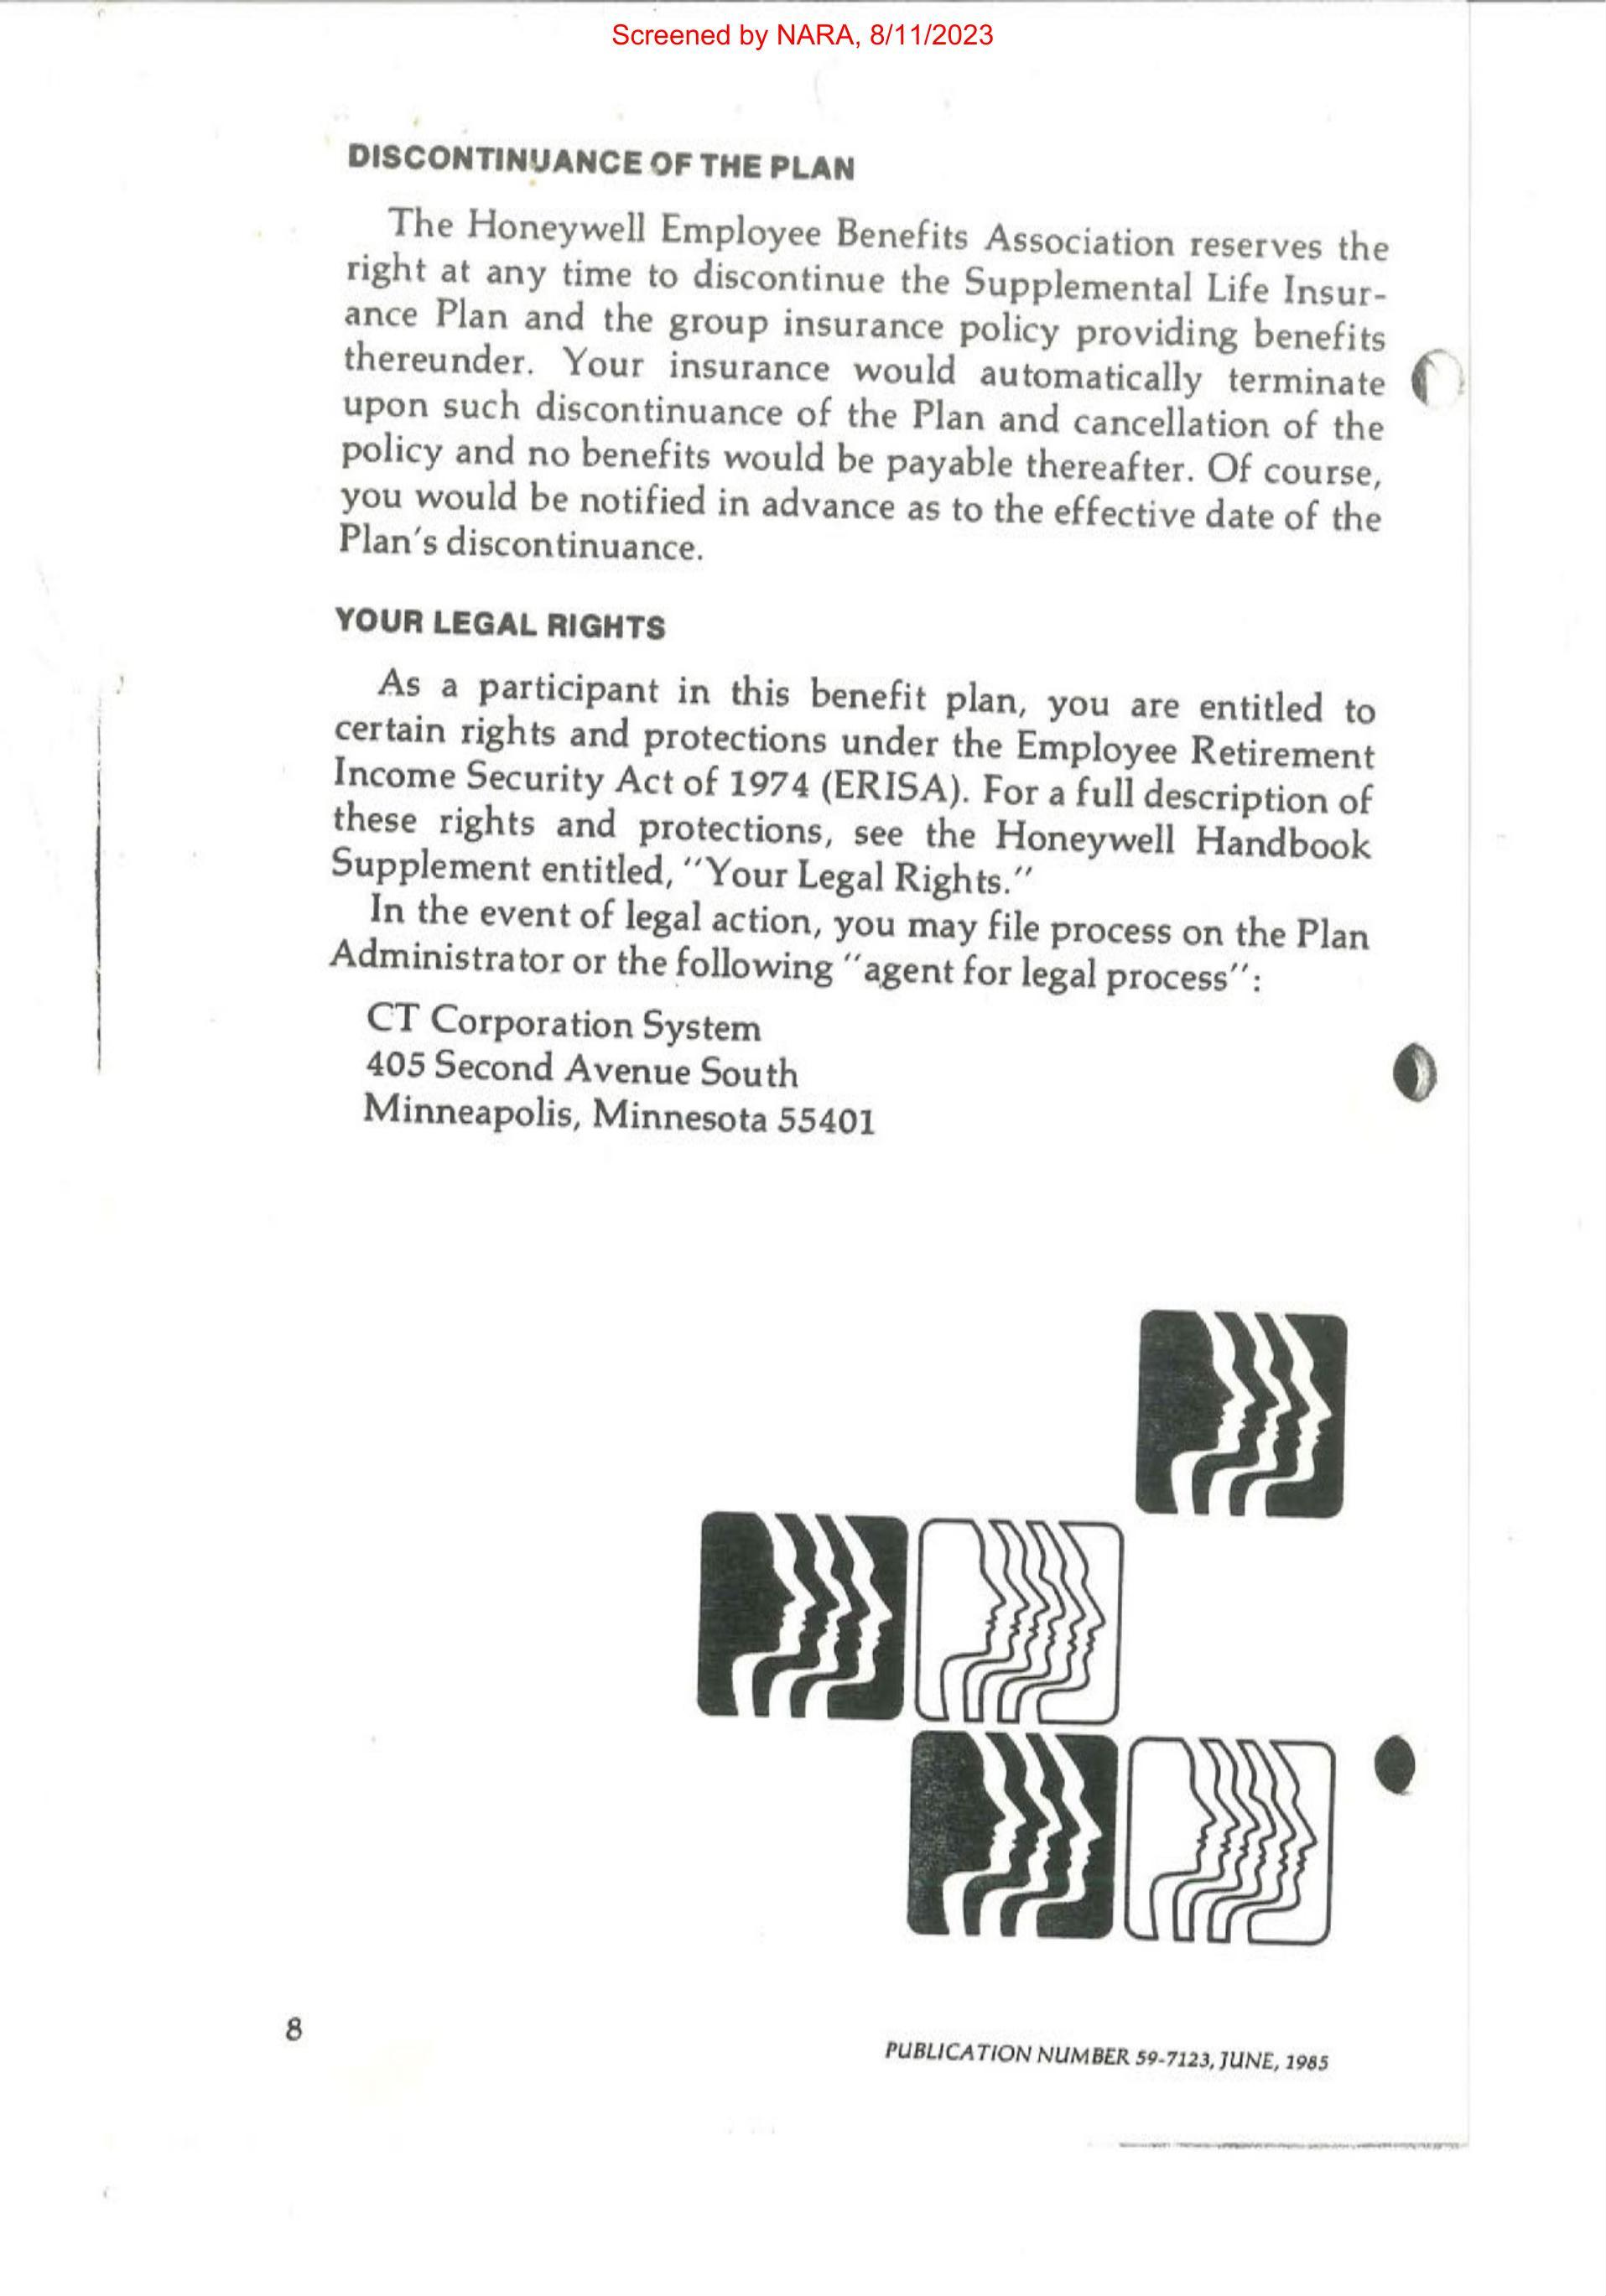 Screened by NARA, 8/11/2023
DISCONTINUANCE OF THE PLAN
The Honeywell Employee Benefits Association reserves the
right at any time to discontinue the Supplemental Life Insur-
ance Plan and the group insurance policy providing benefits
thereunder. Your insurance would automatically terminate
upon such discontinuance of the Plan and cancellation of the
policy and no benefits would be payable thereafter. Of course,
you would be notified in advance as to the effective date of the
Plan's discontinuance.
YOUR LEGAL RIGHTS
As a participant in this benefit plan, you are entitled to
certain rights and protections under the Employee Retirement
Income Security Act of 1974 (ERISA). For a full description of
these rights and protections, see the Honeywell Handbook
Supplement entitled, "Your Legal Rights."
In the event of legal action, you may file process on the Plan
Administrator or the following "agent for legal process":
CT Corporation System
405 Second Avenue South
Minneapolis, Minnesota 55401
8
PUBLICATION NUMBER 59-7123, JUNE, 1985